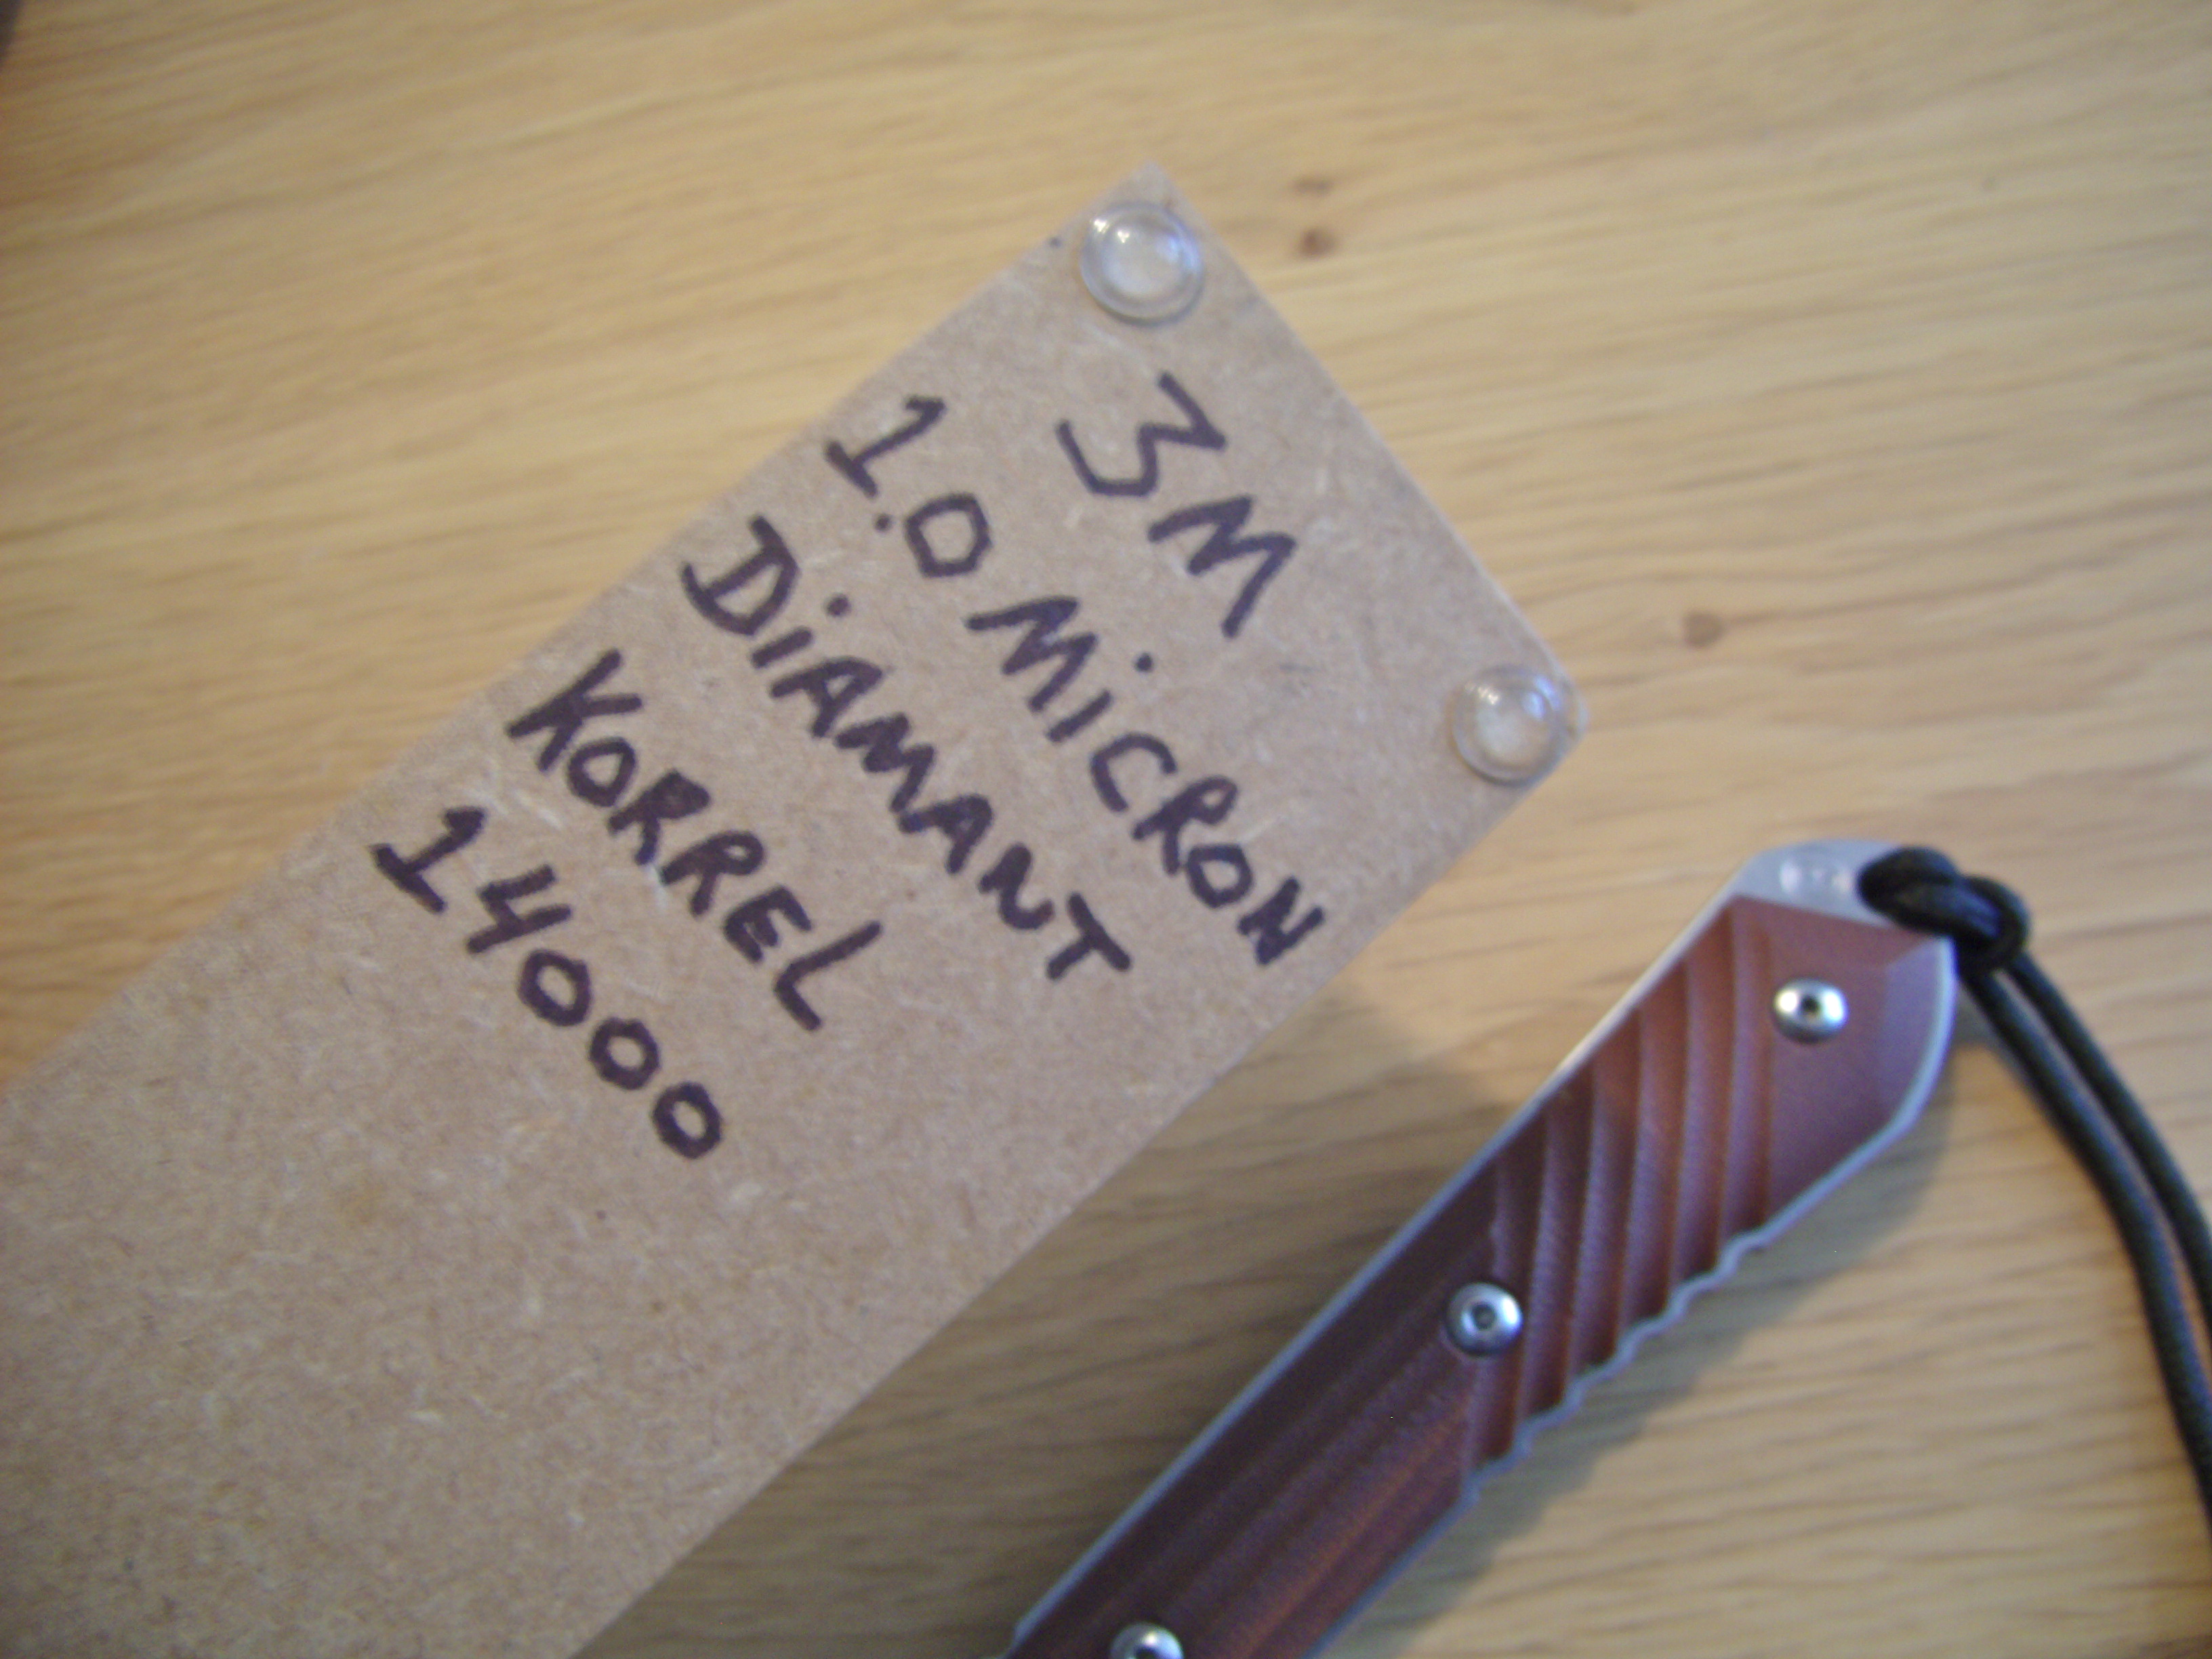 3M
1.0 MiCRON
DiAMANT
KORREL
14000